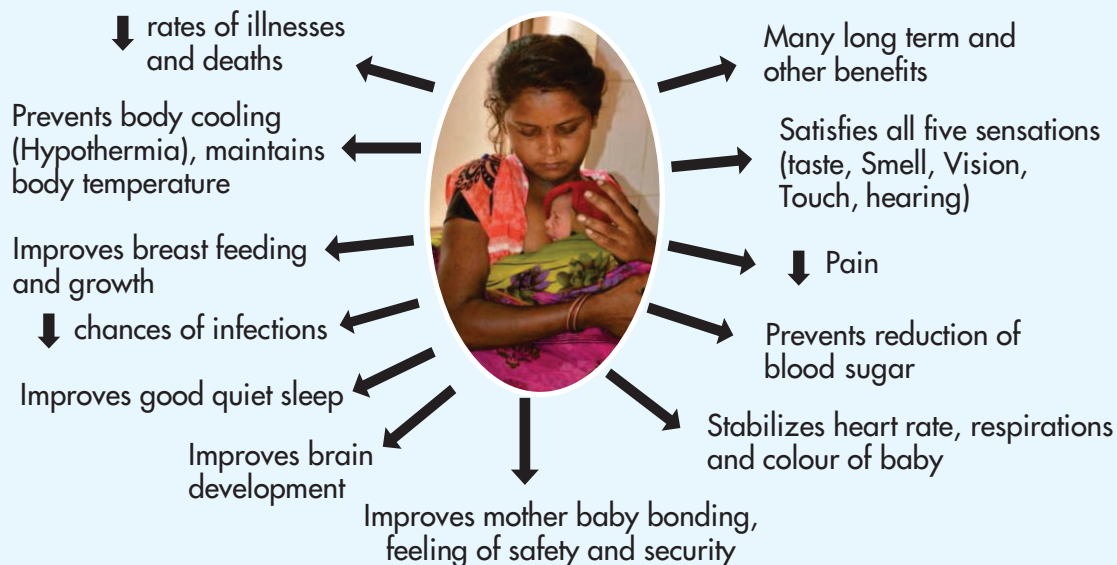 ⬇ rates of illnesses
and deaths
Prevents body cooling
(Hypothermia), maintains
body temperature
Improves breast feeding
and growth
⬇ chances of infections
Improves good quiet sleep
Improves brain
development
Improves mother baby bonding,
feeling of safety and security
Many long term and
other benefits
Satisfies all five sensations
(taste, Smell, Vision,
Touch, hearing)
⬇ Pain
Prevents reduction of
blood sugar
Stabilizes heart rate, respirations
and colour of baby